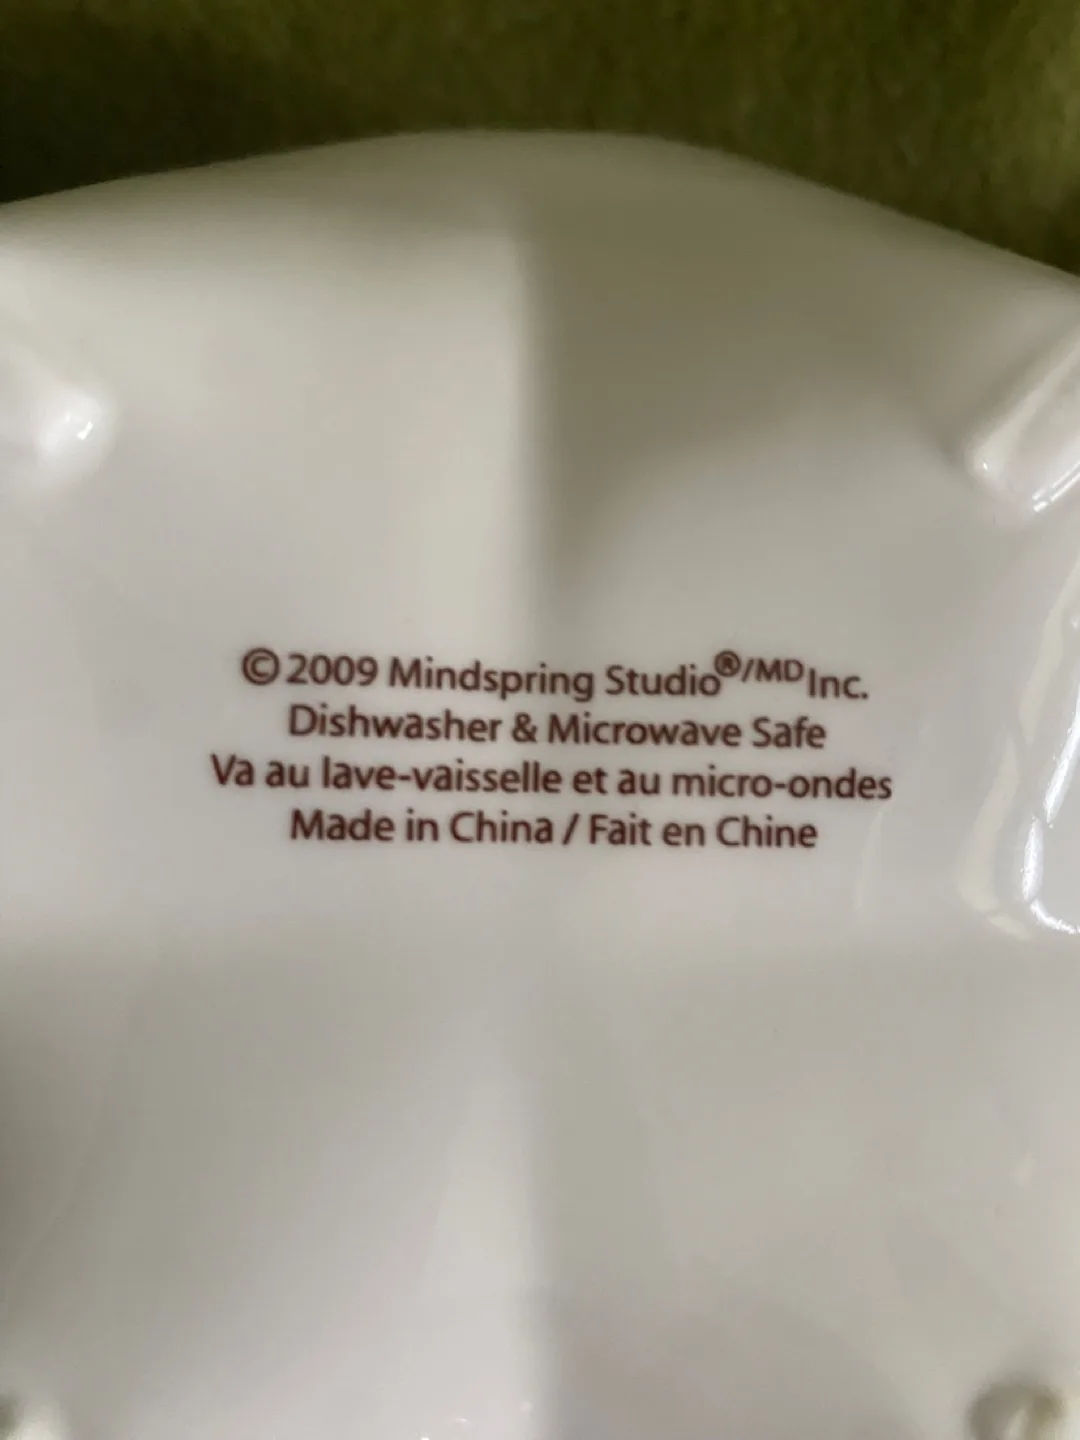 © 2009 Mindspring Studio®/MD Inc.
Dishwasher & Microwave Safe
Va au lave-vaisselle et au micro-ondes
Made in China / Fait en Chine